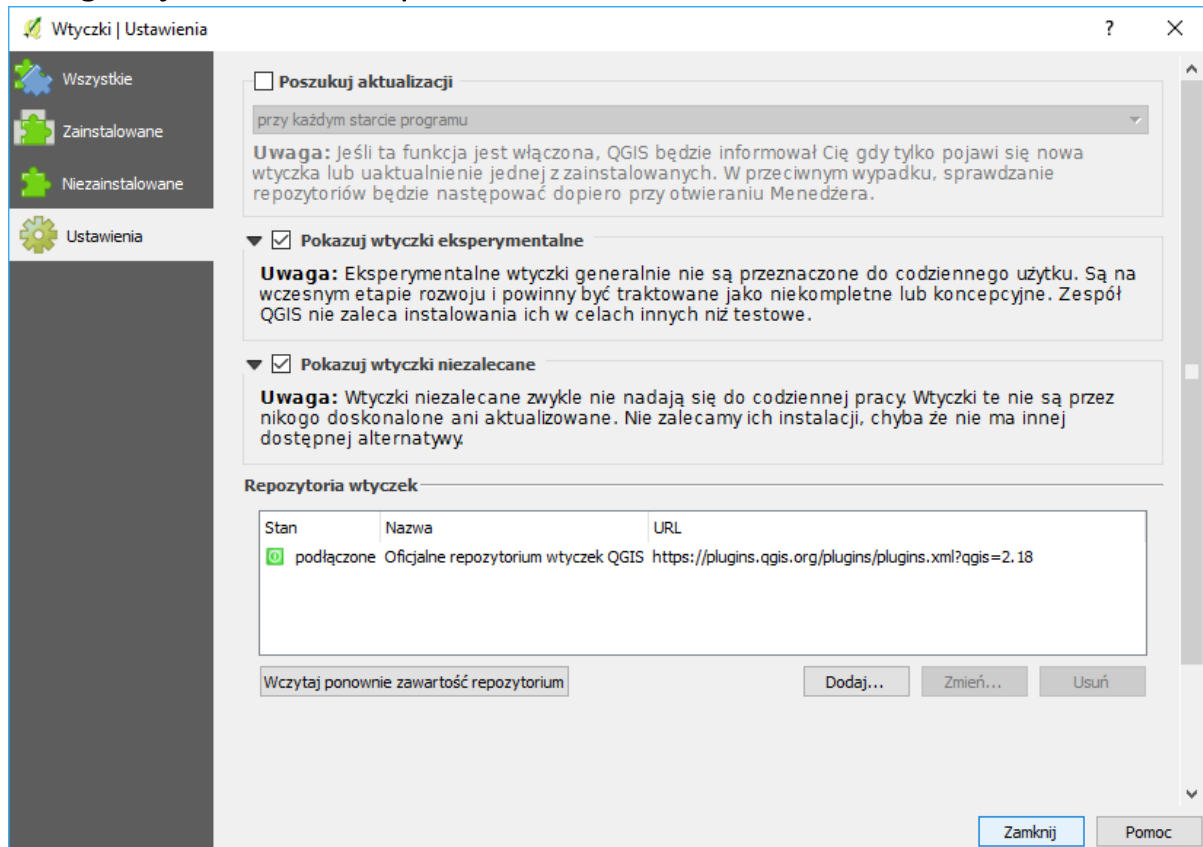 Wtyczki | Ustawienia
?
Wszystkie
Zainstalowane
Niezainstalowane
Ustawienia
Poszukuj aktualizacji
przy każdym starcie programu
Uwaga: Jeśli ta funkcja jest włączona, QGIS będzie informował Cię gdy tylko pojawi się nowa
wtyczka lub uaktualnienie jednej z zainstalowanych. W przeciwnym wypadku, sprawdzanie
repozytoriów będzie następować dopiero przy otwieraniu Menedżera.
Pokazuj wtyczki eksperymentalne
Uwaga: Eksperymentalne wtyczki generalnie nie są przeznaczone do codziennego użytku. Są na
wczesnym etapie rozwoju i powinny być traktowane jako niekompletne lub koncepcyjne. Zespół
QGIS nie zaleca instalowania ich w celach innych niż testowe.
Pokazuj wtyczki niezalecane
Uwaga: Wtyczki niezalecane zwykle nie nadają się do codziennej pracy. Wtyczki te nie są przez
nikogo doskonalone ani aktualizowane. Nie zalecamy ich instalacji, chyba że nie ma innej
dostępnej alternatywy.
Repozytoria wtyczek
Stan Nazwa URL
podłączone Oficjalne repozytorium wtyczek QGIS https://plugins.qgis.org/plugins/plugins.xml?qgis=2.18
Wczytaj ponownie zawartość repozytorium Dodaj... Zmień... Usuń
Zamknij Pomoc